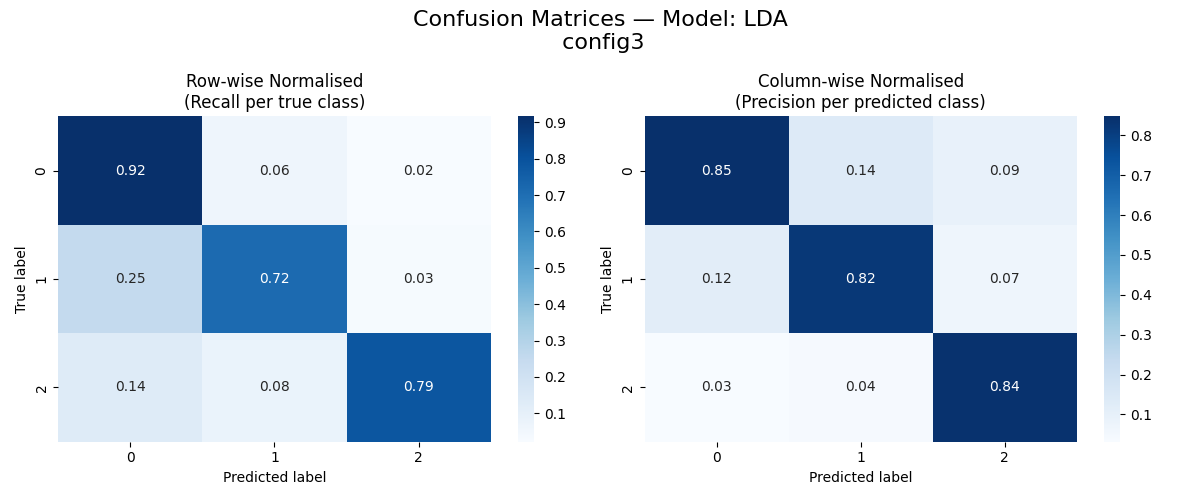 Confusion Matrices — Model: LDA
config3
Row-wise Normalised
(Recall per true class)
True label
0
1
2
0.92 0.06 0.02
0.25 0.72 0.03
0.14 0.08 0.79
0 1 2
Predicted label
0.9
0.8
0.7
0.6
0.5
0.4
0.3
0.2
0.1
Column-wise Normalised
(Precision per predicted class)
True label
0
1
2
0.85 0.14 0.09
0.12 0.82 0.07
0.03 0.04 0.84
0 1 2
Predicted label
0.8
0.7
0.6
0.5
0.4
0.3
0.2
0.1